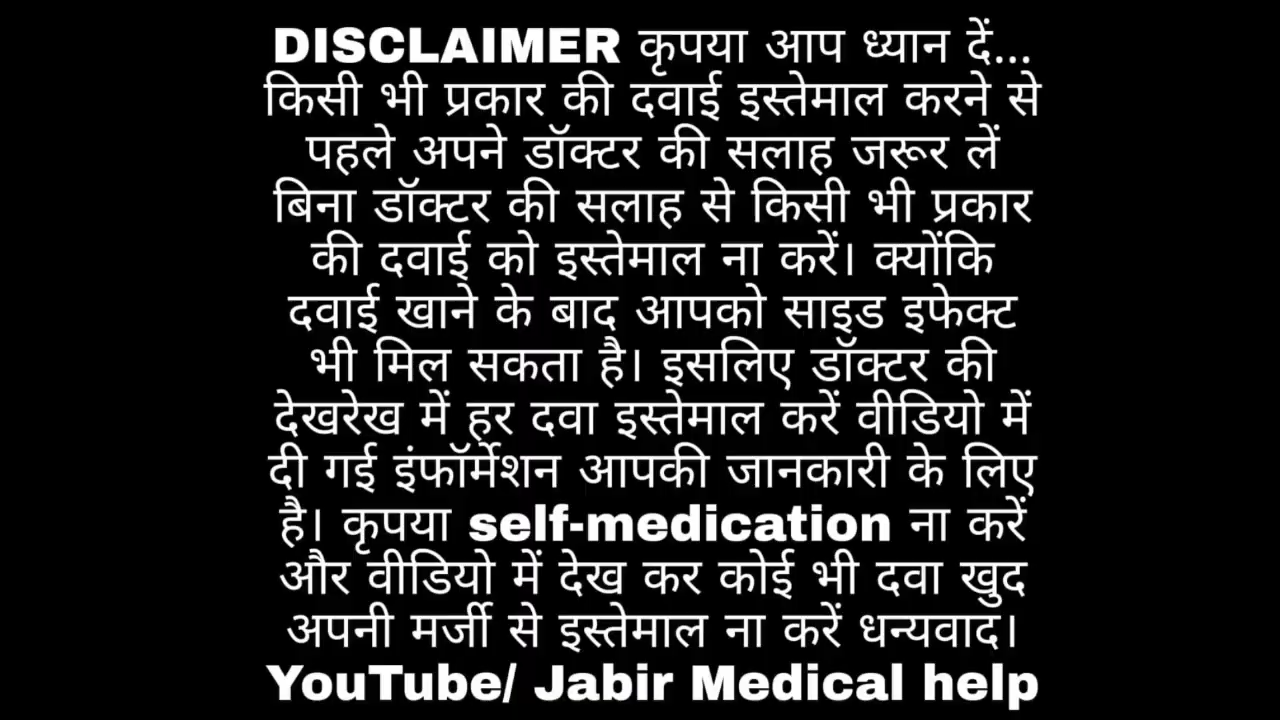 DISCLAIMER कृपया आप ध्यान दें...
किसी भी प्रकार की दवाई इस्तेमाल करने से
पहले अपने डॉक्टर की सलाह जरूर लें
बिना डॉक्टर की सलाह से किसी भी प्रकार
की दवाई को इस्तेमाल ना करें। क्योंकि
दवाई खाने के बाद आपको साइड इफेक्ट
भी मिल सकता है। इसलिए डॉक्टर की
देखरेख में हर दवा इस्तेमाल करें वीडियो में
दी गई इंफॉर्मेशन आपकी जानकारी के लिए
है। कृपया self-medication ना करें
और वीडियो में देख कर कोई भी दवा खुद
अपनी मर्जी से इस्तेमाल ना करें धन्यवाद।
YouTube/ Jabir Medical help